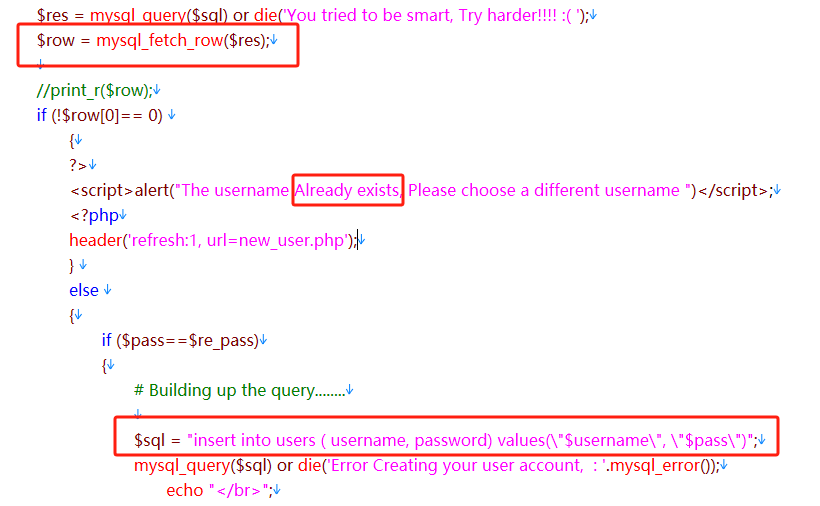 $res = mysql_query($sql) or die('You tried to be smart, Try harder!!!! :( ');↓
$row = mysql_fetch_row($res);↓
↓
//print_r($row);↓
if (!$row[0]== 0) ↓
{↓
?>↓
<script>alert("The username Already exists, Please choose a different username ")</script>;↓
<?php↓
header('refresh:1, url=new_user.php');↓
} ↓
else ↓
{↓
if ($pass==$re_pass)↓
{↓
# Building up the query........↓
↓
$sql = "insert into users ( username, password) values(\"$username\", \"$pass\")";↓
mysql_query($sql) or die('Error Creating your user account,  : '.mysql_error());↓
echo "</br>";↓